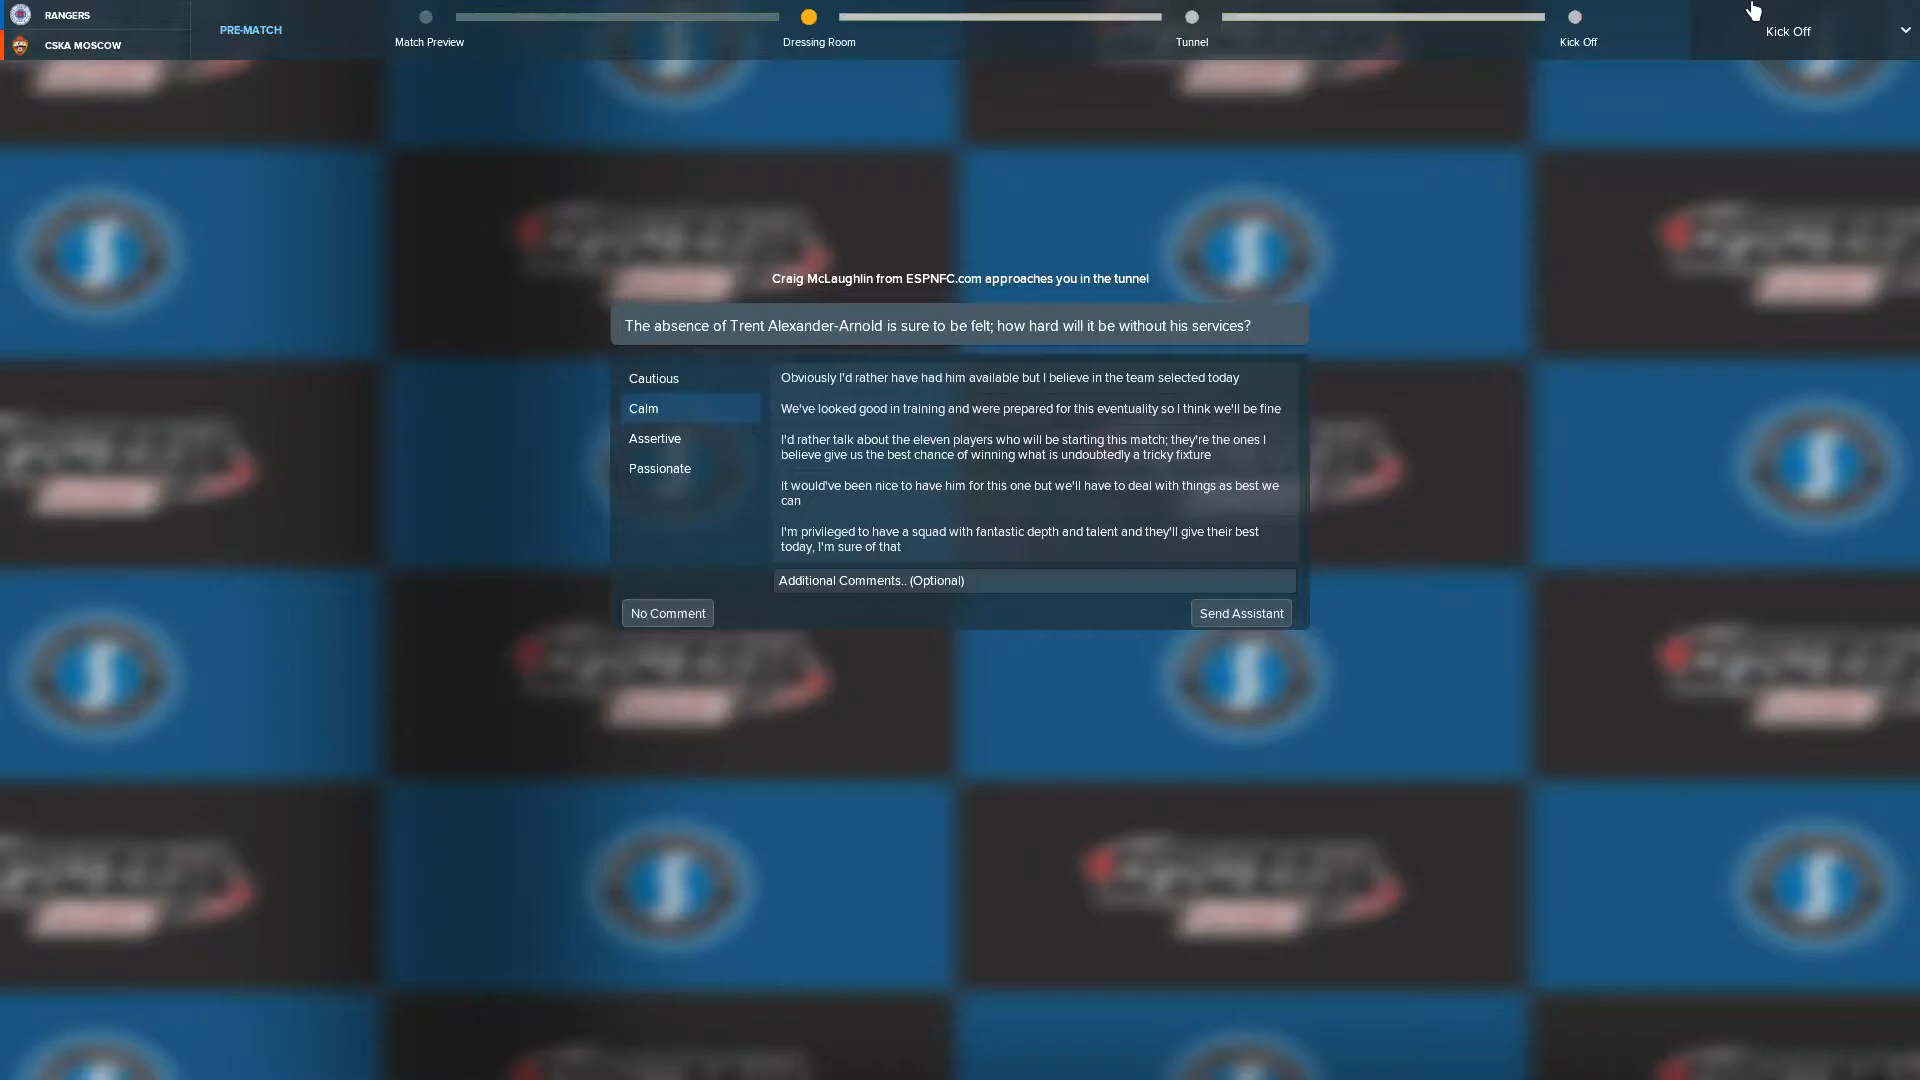 RANGERS
CSKA MOSCOW
PRE-MATCH
Match Preview
Dressing Room
Tunnel
Kick Off
Kick Off
Craig McLaughlin from ESPNFC.com approaches you in the tunnel
The absence of Trent Alexander-Arnold is sure to be felt; how hard will it be without his services?
Cautious
Calm
Assertive
Passionate
Obviously I'd rather have had him available but I believe in the team selected today
We've looked good in training and were prepared for this eventuality so I think we'll be fine
I'd rather talk about the eleven players who will be starting this match; they're the ones I
believe give us the best chance of winning what is undoubtedly a tricky fixture
It would've been nice to have him for this one but we'll have to deal with things as best we
can
I'm privileged to have a squad with fantastic depth and talent and they'll give their best
today, I'm sure of that
Additional Comments.. (Optional)
No Comment
Send Assistant